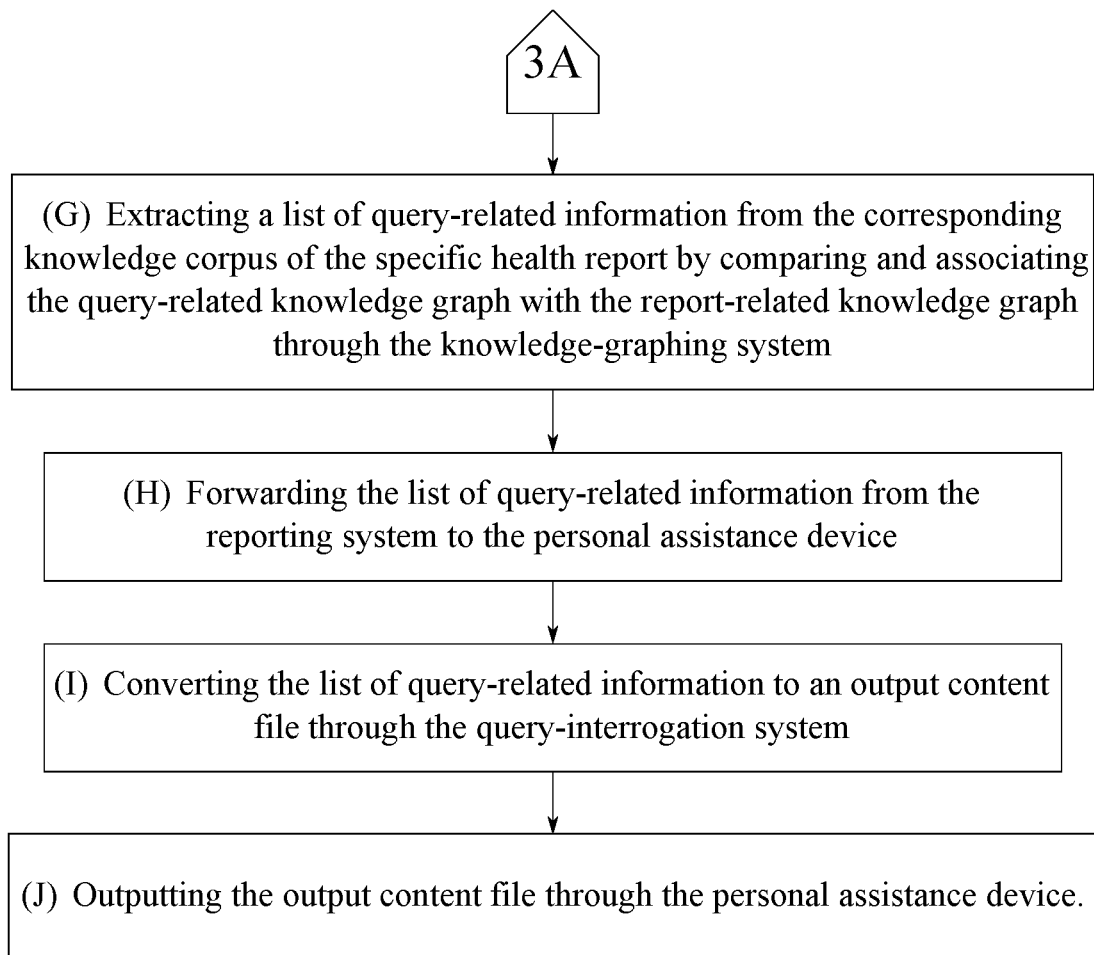 3A
(G) Extracting a list of query-related information from the corresponding
knowledge corpus of the specific health report by comparing and associating
the query-related knowledge graph with the report-related knowledge graph
through the knowledge-graphing system
(H) Forwarding the list of query-related information from the
reporting system to the personal assistance device
(I) Converting the list of query-related information to an output content
file through the query-interrogation system
(J) Outputting the output content file through the personal assistance device.